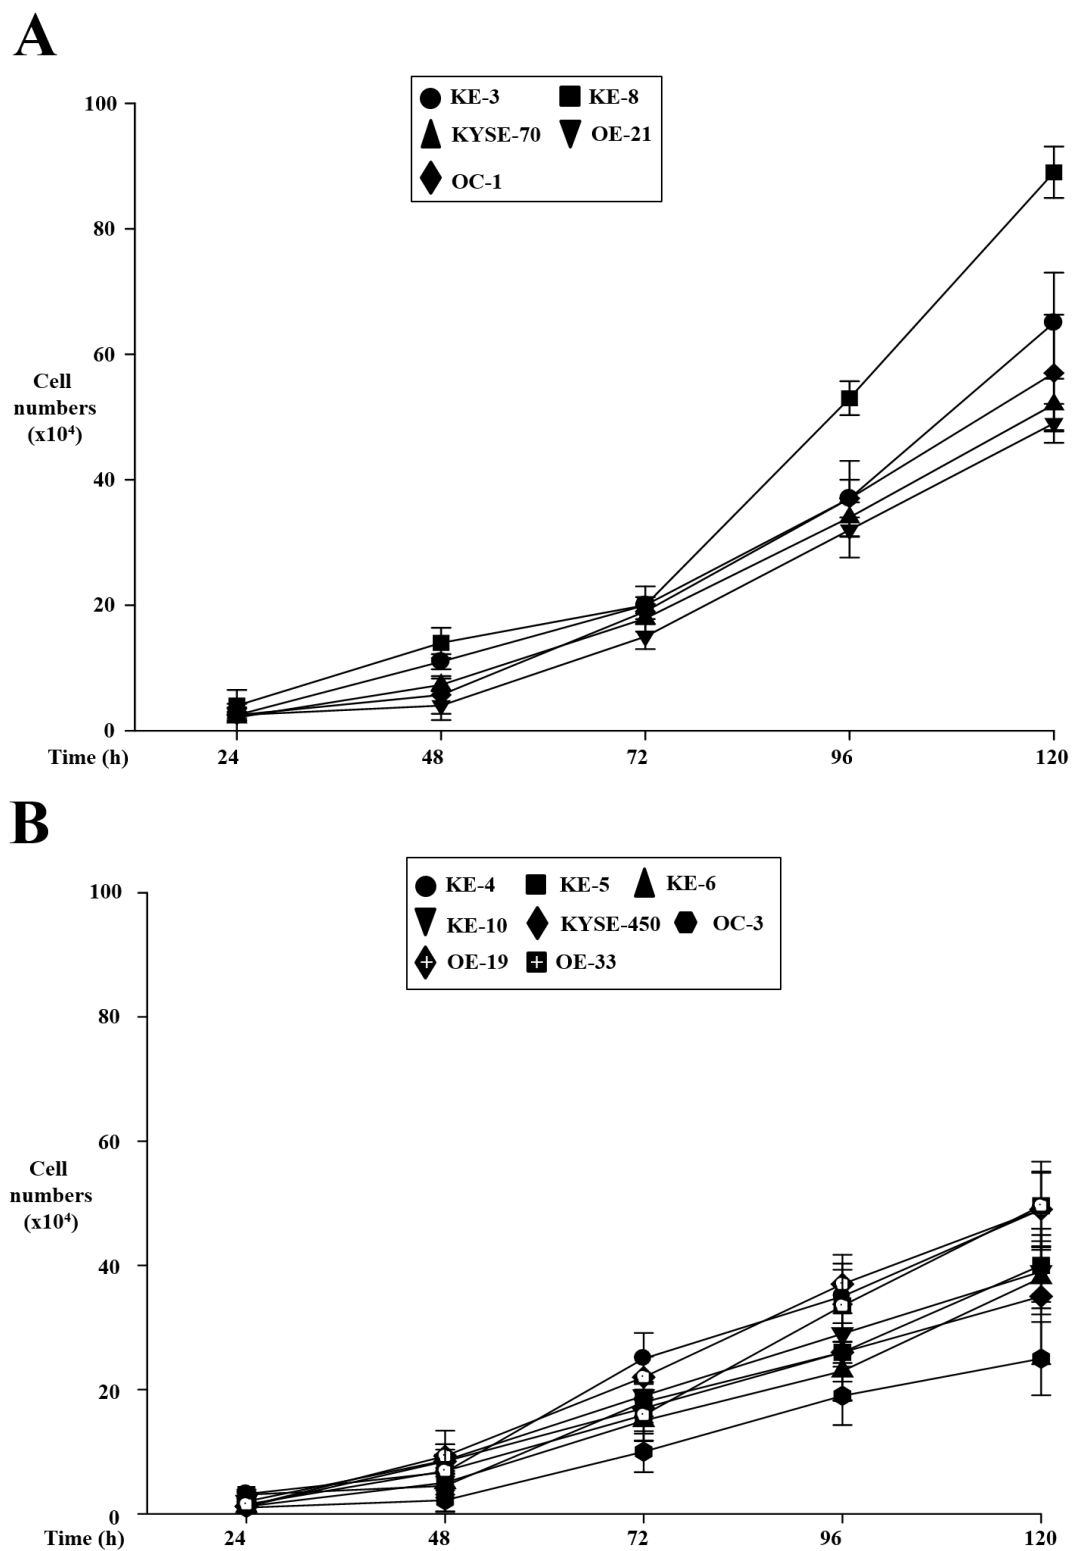 A
KE-3 KE-8
KYSE-70 OE-21
OC-1
100
80
60
40
20
0
Cell
numbers
(x10⁴)
Time (h) 24 48 72 96 120
B
KE-4 KE-5 KE-6
KE-10 KYSE-450 OC-3
OE-19 OE-33
100
80
60
40
20
0
Cell
numbers
(x10⁴)
Time (h) 24 48 72 96 120